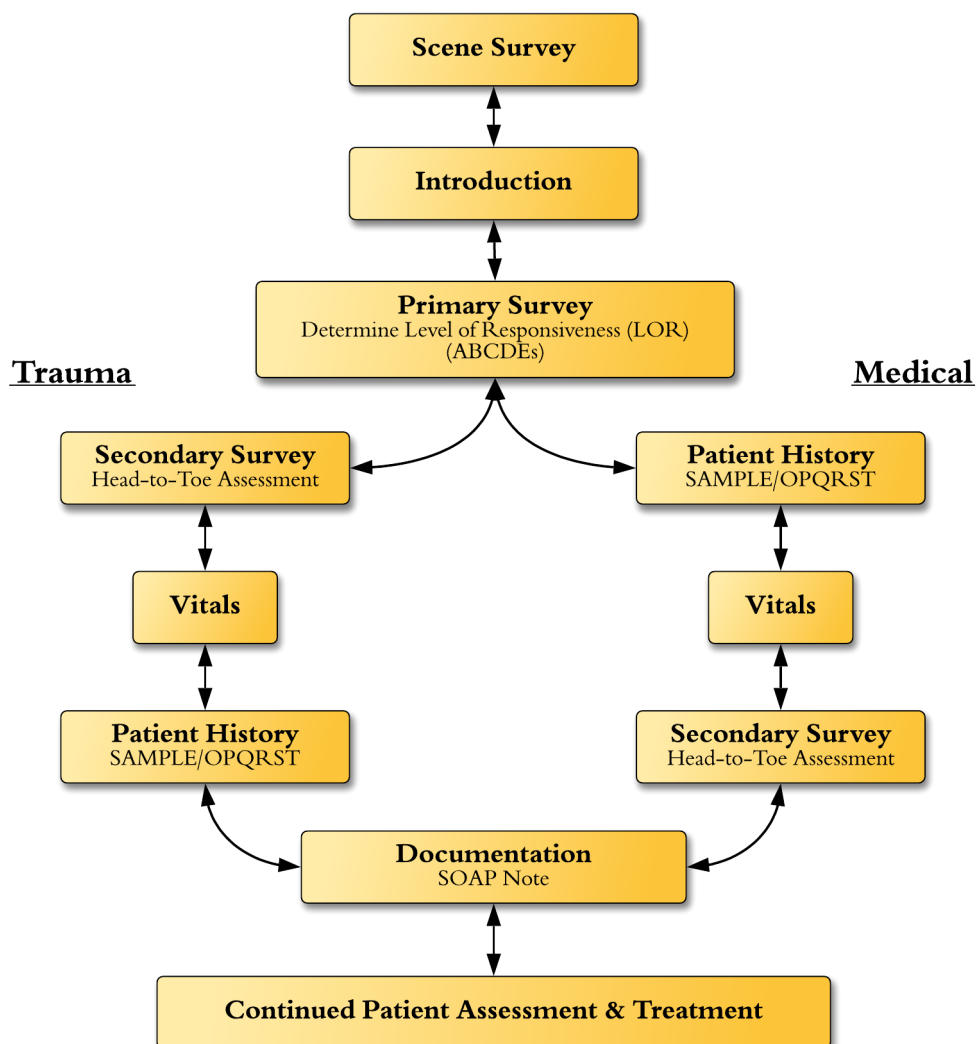 Scene Survey
Introduction
Primary Survey
Determine Level of Responsiveness (LOR)
(ABCDEs)
Trauma
Medical
Secondary Survey
Head-to-Toe Assessment
Patient History
SAMPLE/OPQRST
Vitals
Vitals
Patient History
SAMPLE/OPQRST
Secondary Survey
Head-to-Toe Assessment
Documentation
SOAP Note
Continued Patient Assessment & Treatment